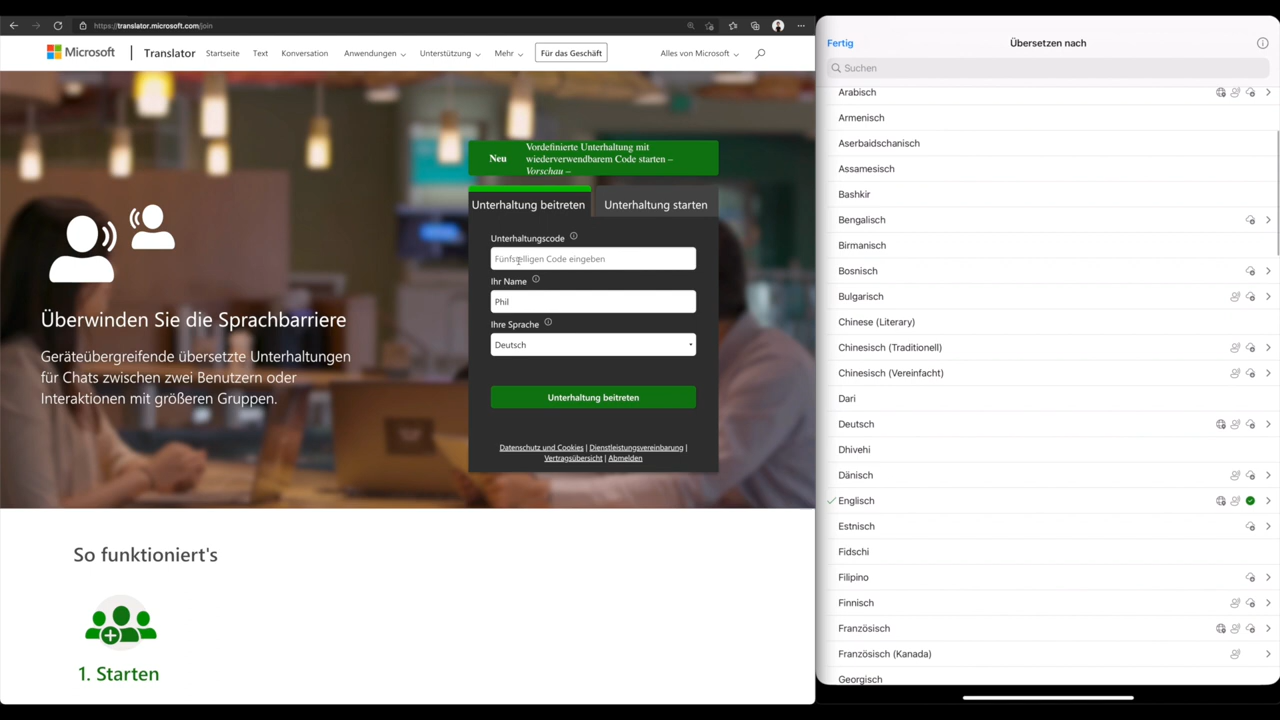 https://translator.microsoft.com/join
Microsoft
Translator
Startseite
Text
Konversation
Anwendungen
Unterstützung
Mehr
Für das Geschäft
Alles von Microsoft
Neu
Vordefinierte Unterhaltung mit
wiederverwendbarem Code starten –
Vorschau –
Unterhaltung beitreten
Unterhaltung starten
Unterhaltungscode
Fünfstelligen Code eingeben
Ihr Name
Phil
Ihre Sprache
Deutsch
Unterhaltung beitreten
Datenschutz und Cookies | Dienstleistungsvereinbarung |
Vertragsübersicht | Abmelden
Überwinden Sie die Sprachbarriere
Geräteübergreifende übersetzte Unterhaltungen
für Chats zwischen zwei Benutzern oder
Interaktionen mit größeren Gruppen.
So funktioniert's
1. Starten
Fertig
Übersetzen nach
Suchen
Arabisch
Armenisch
Aserbaidschanisch
Assamesisch
Bashkir
Bengalisch
Birmanisch
Bosnisch
Bulgarisch
Chinese (Literary)
Chinesisch (Traditionell)
Chinesisch (Vereinfacht)
Dari
Deutsch
Dhivehi
Dänisch
Englisch
Estnisch
Fidschi
Filipino
Finnisch
Französisch
Französisch (Kanada)
Georgisch